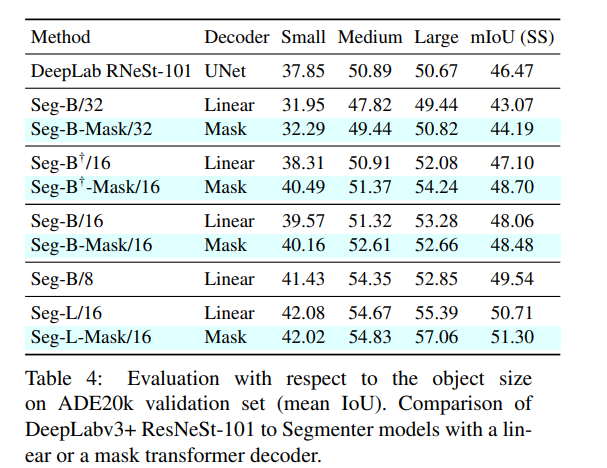 Method Decoder Small Medium Large mIoU (SS)
DeepLab RNeSt-101 UNet 37.85 50.89 50.67 46.47
Seg-B/32 Linear 31.95 47.82 49.44 43.07
Seg-B-Mask/32 Mask 32.29 49.44 50.82 44.19
Seg-B†/16 Linear 38.31 50.91 52.08 47.10
Seg-B†-Mask/16 Mask 40.49 51.37 54.24 48.70
Seg-B/16 Linear 39.57 51.32 53.28 48.06
Seg-B-Mask/16 Mask 40.16 52.61 52.66 48.48
Seg-B/8 Linear 41.43 54.35 52.85 49.54
Seg-L/16 Linear 42.08 54.67 55.39 50.71
Seg-L-Mask/16 Mask 42.02 54.83 57.06 51.30
Table 4: Evaluation with respect to the object size
on ADE20k validation set (mean IoU). Comparison of
DeepLabv3+ ResNeSt-101 to Segmenter models with a lin-
ear or a mask transformer decoder.